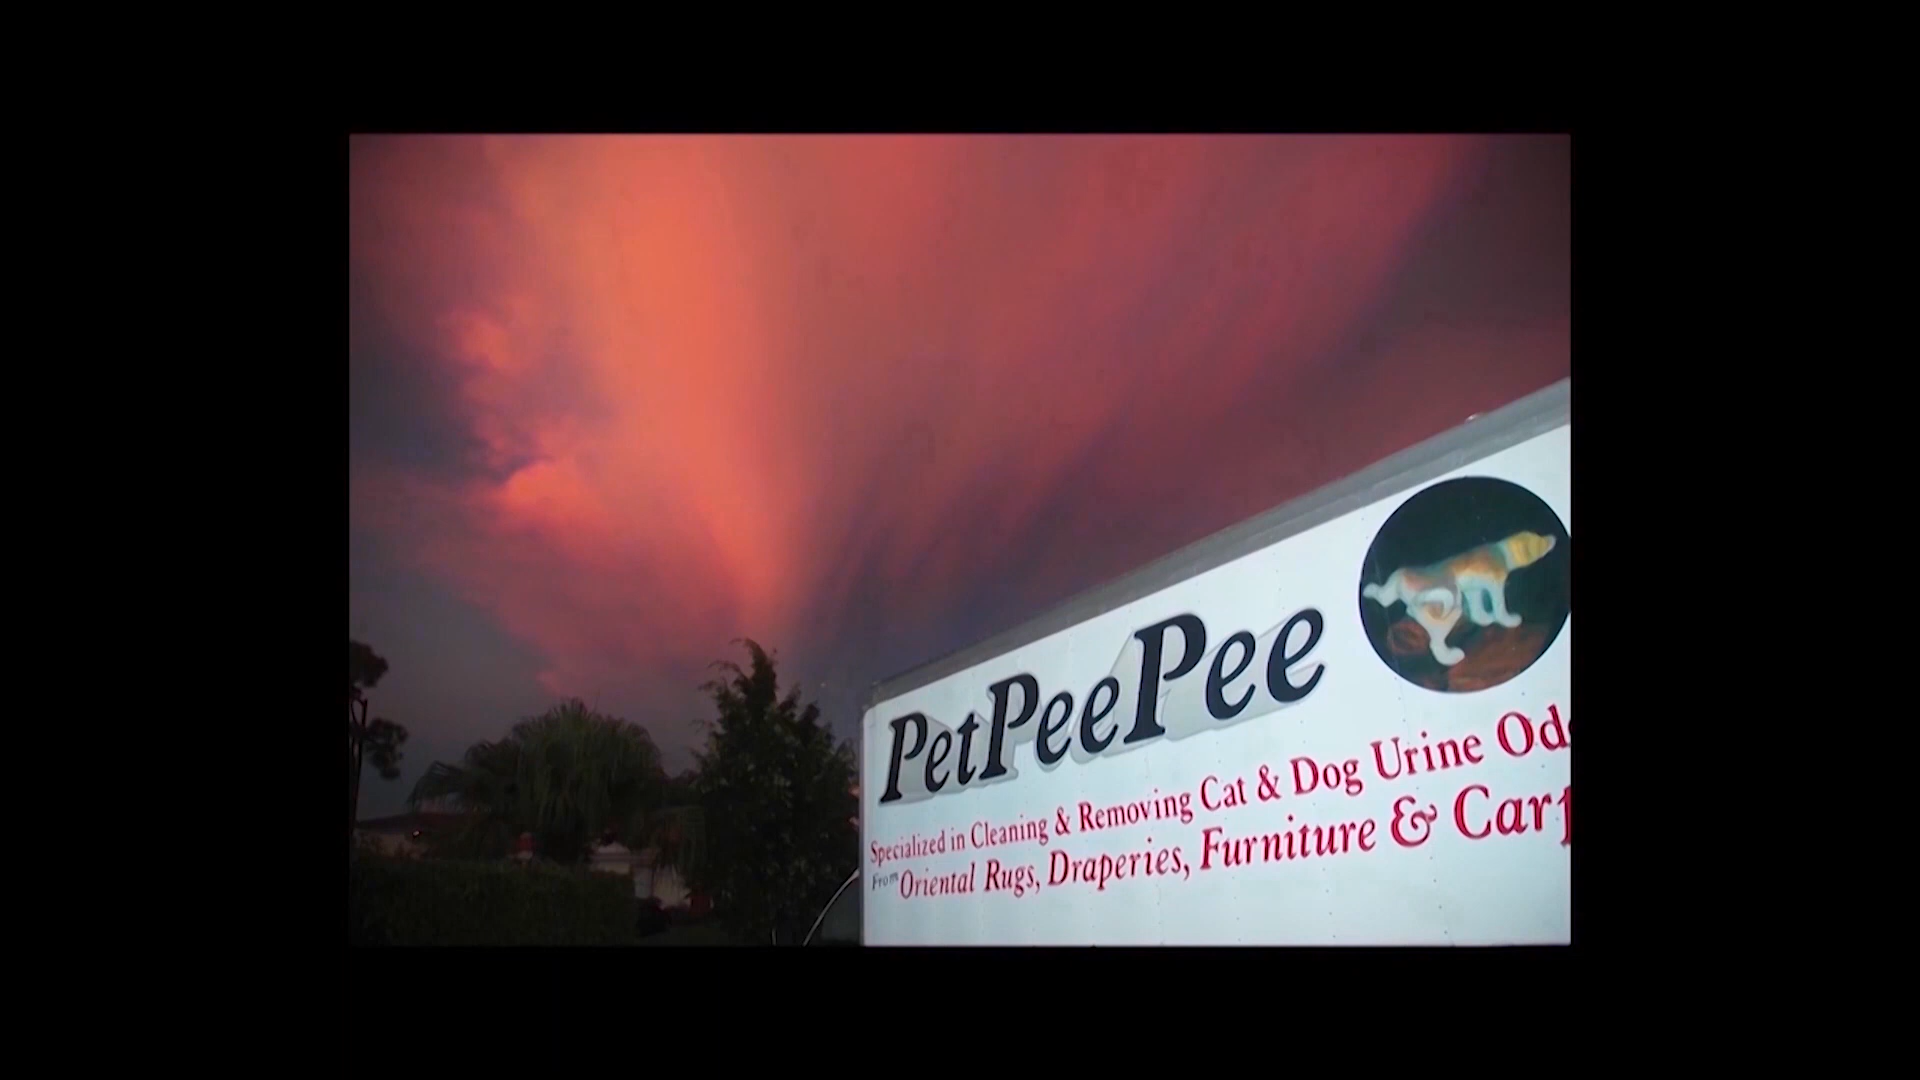 PetPeePee
Specialized in Cleaning & Removing Cat & Dog Urine
From Oriental Rugs, Draperies, Furniture &